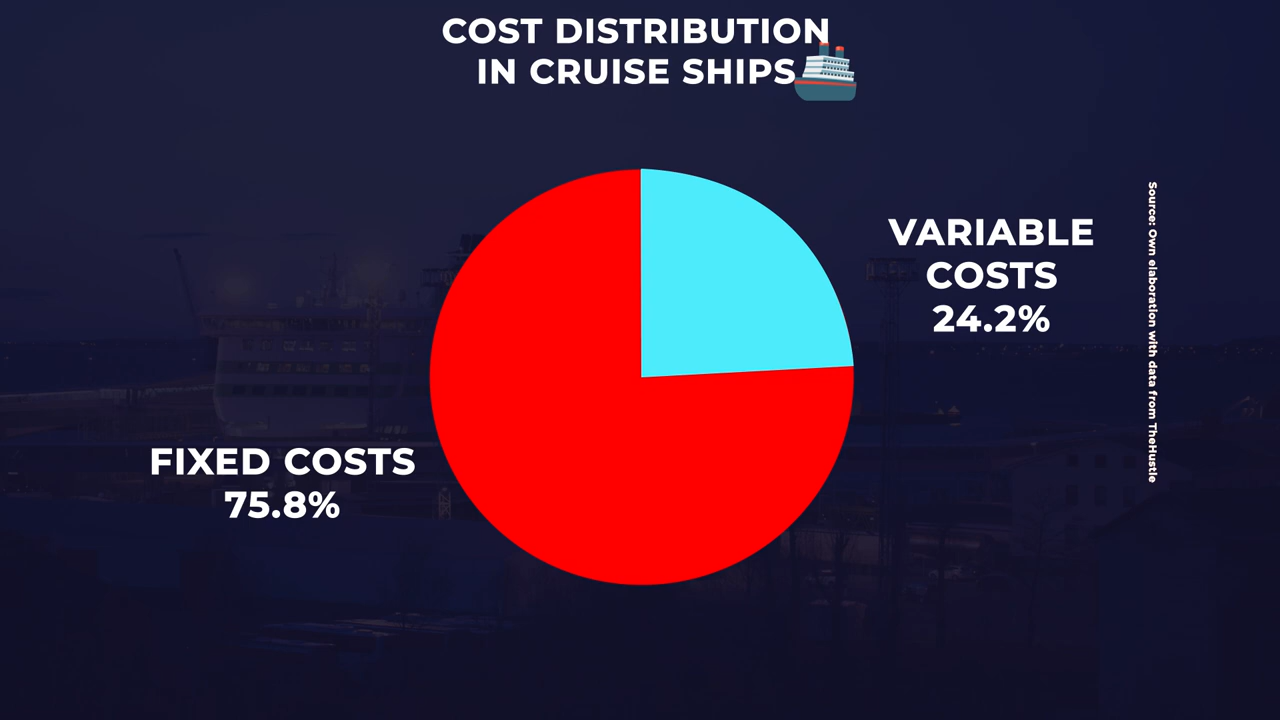 COST DISTRIBUTION
IN CRUISE SHIPS
VARIABLE
COSTS
24.2%
FIXED COSTS
75.8%
Source: Own elaboration with data from TheHustle